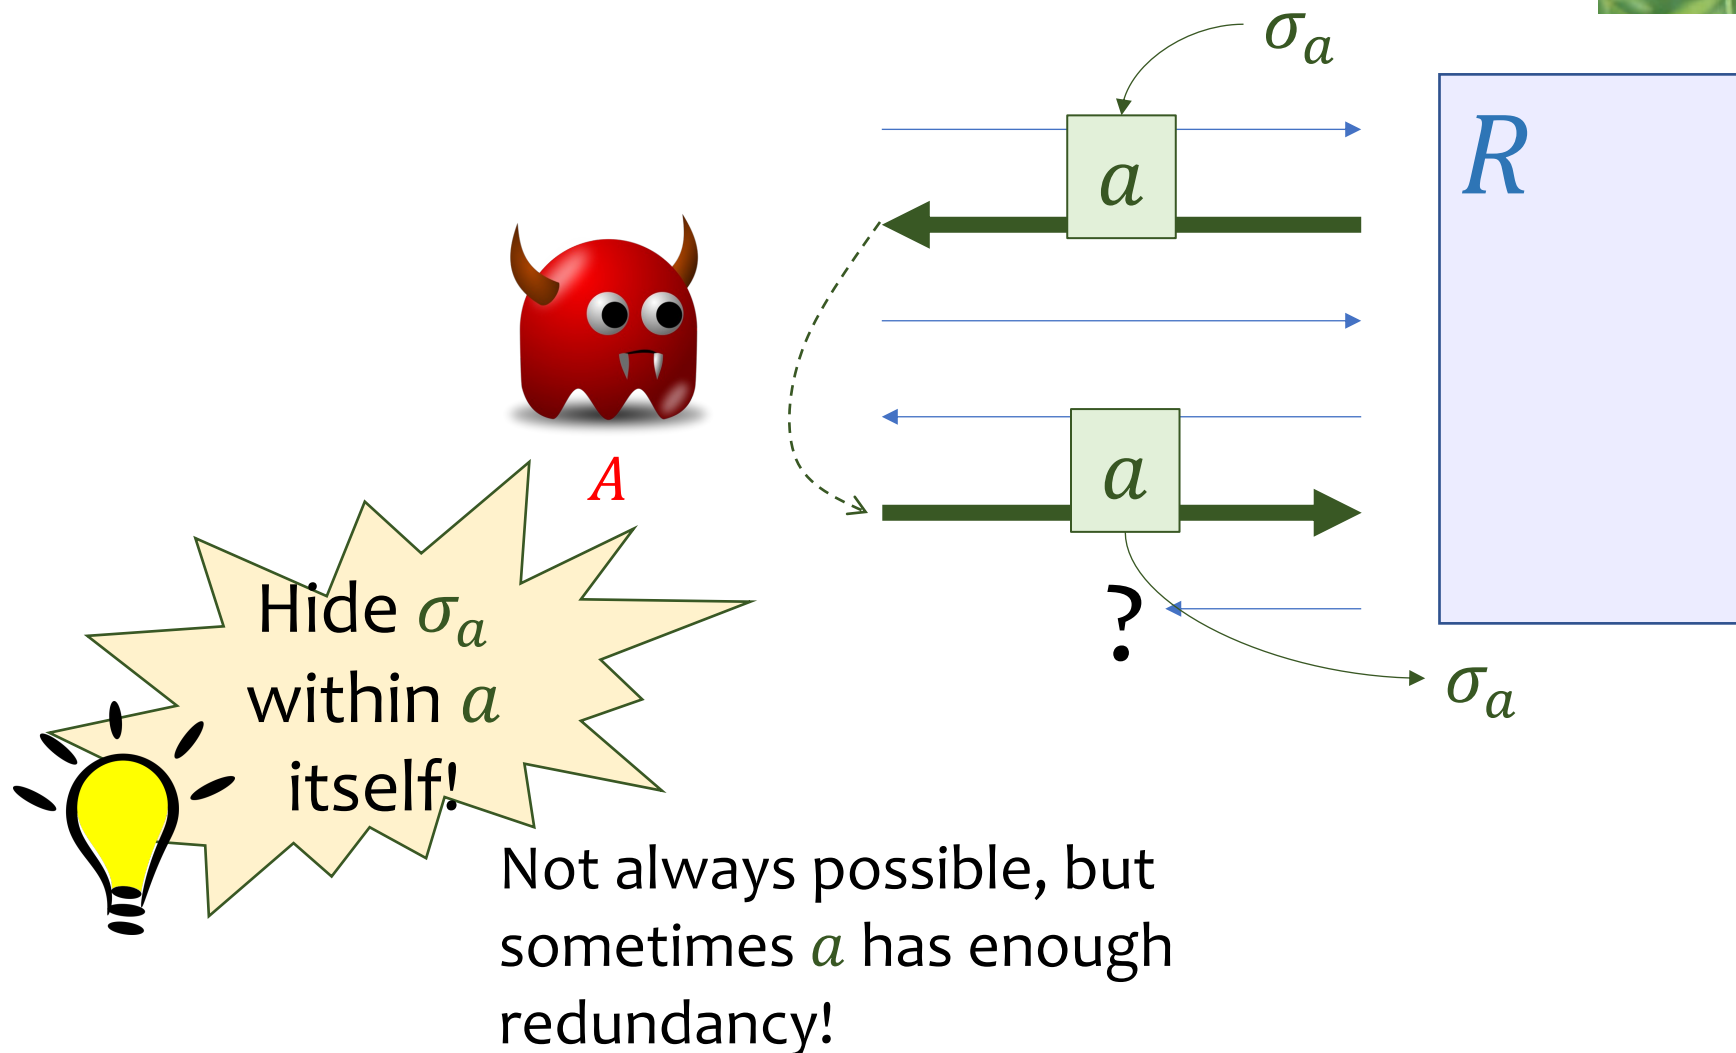 σₐ
a
R
a
A
?
σₐ
Hide σₐ
within a
itself!
Not always possible, but
sometimes a has enough
redundancy!